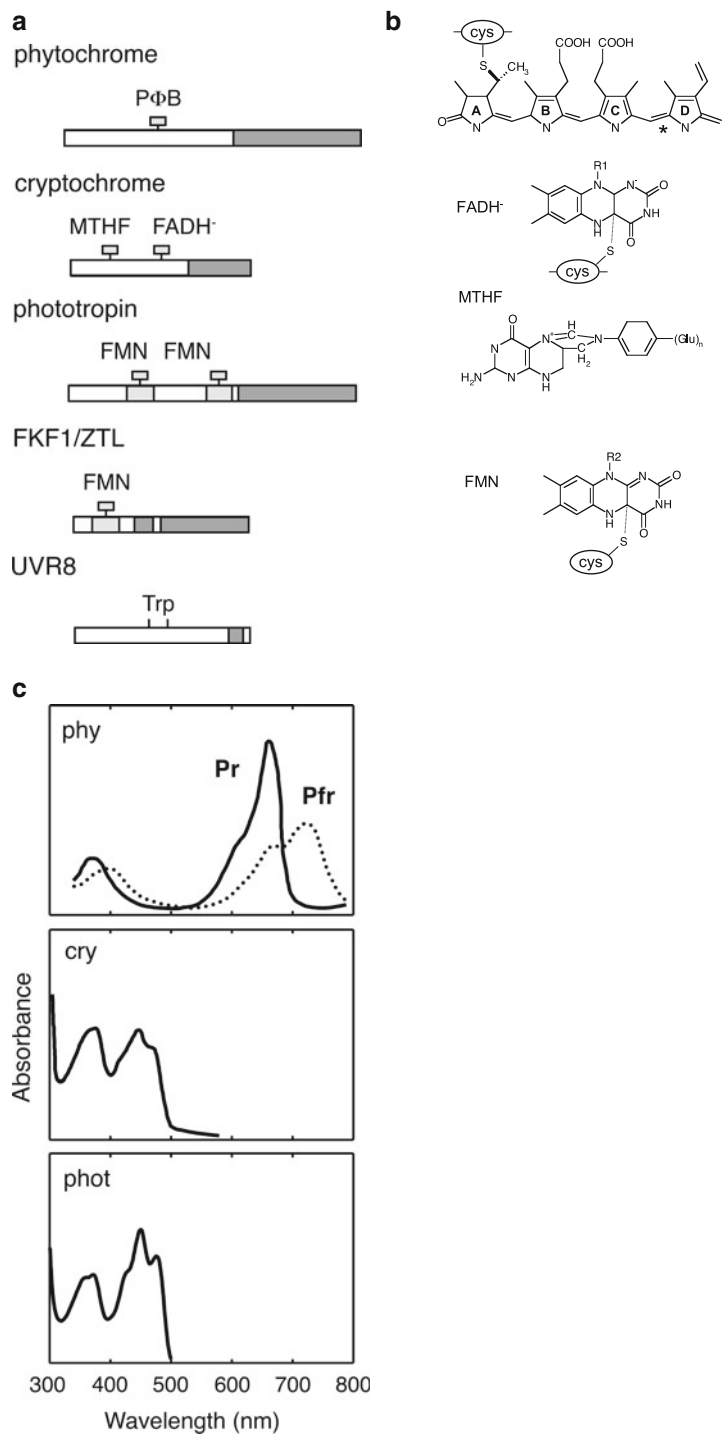 a
phytochrome
PΦB
cryptochrome
MTHF FADH⁻
phototropin
FMN FMN
FKF1/ZTL
FMN
UVR8
Trp
b
cys
S
CH₃
COOH COOH
O A N B N C N D N
*
FADH⁻
R1
N N⁻ O
NH
N H O
S
cys
MTHF
O H
HN N⁺ N (Glu)ₙ
C H₂
H₂N N N H
FMN
R2
N N O
NH
N H O
S
cys
c
phy
Pr
Pfr
cry
Absorbance
phot
300 400 500 600 700 800
Wavelength (nm)